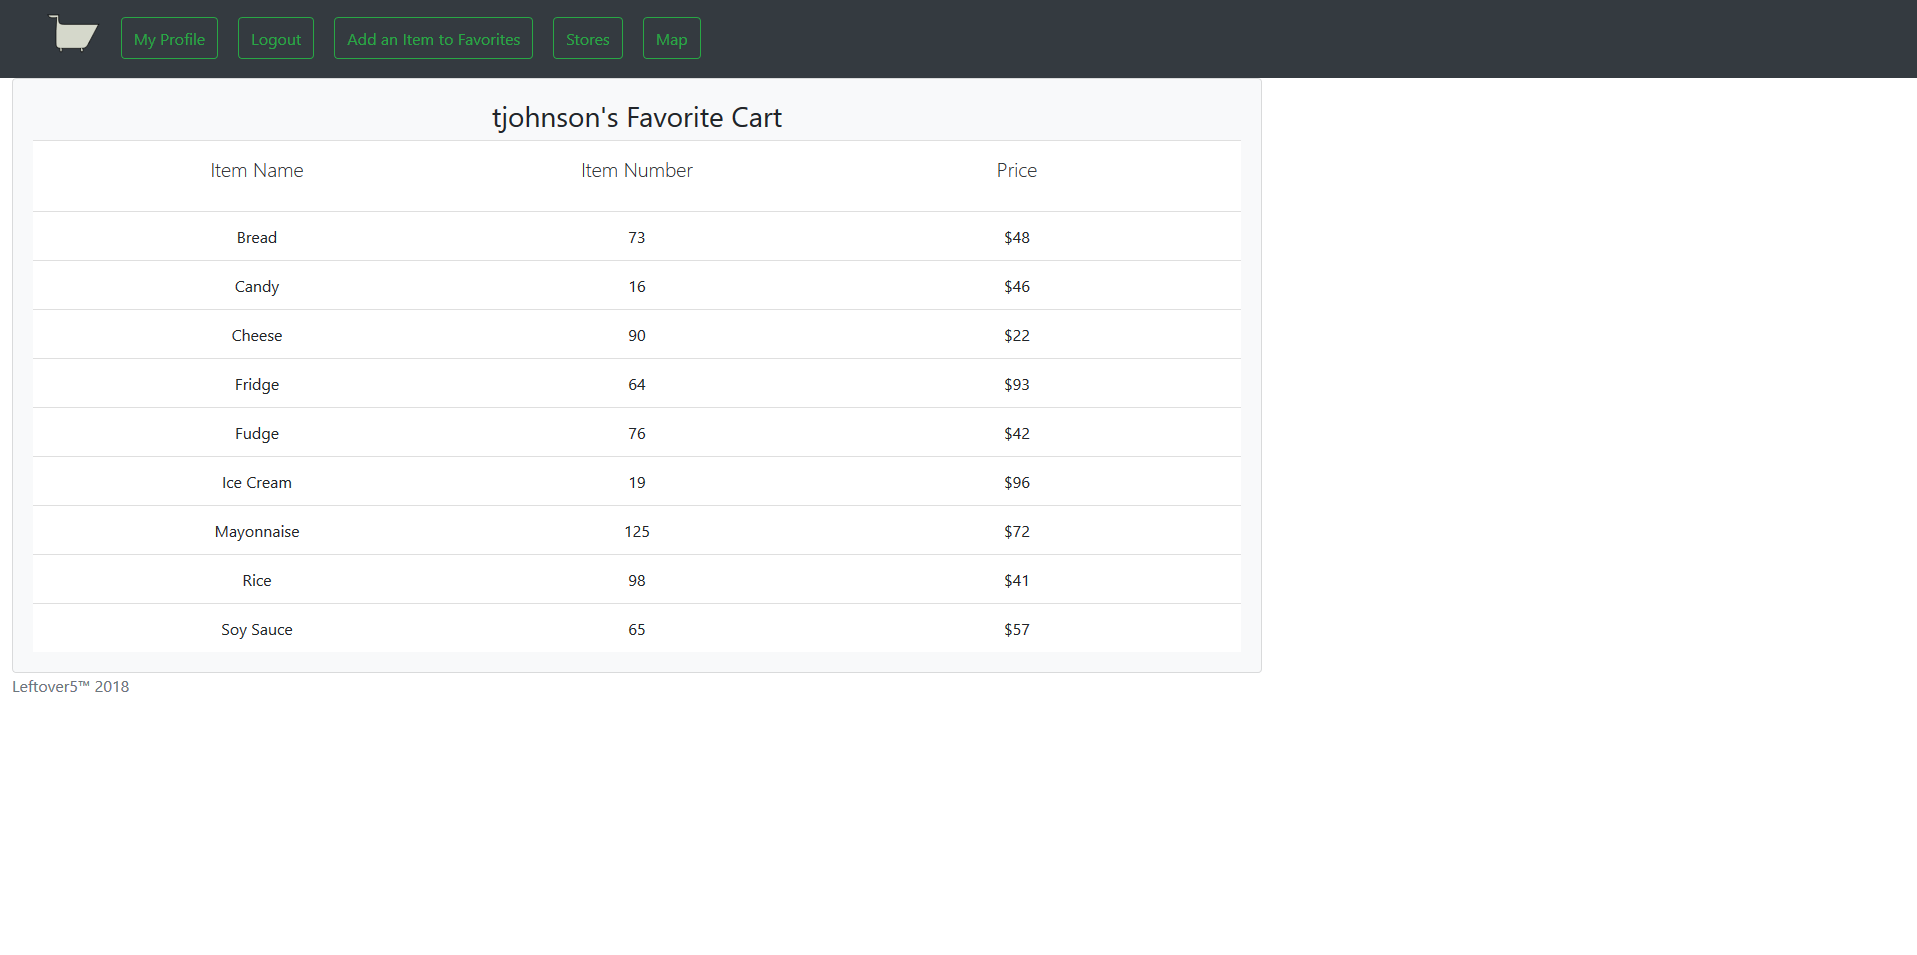 My Profile Logout Add an Item to Favorites Stores Map
tjohnson's Favorite Cart
Item Name Item Number Price
Bread 73 $48
Candy 16 $46
Cheese 90 $22
Fridge 64 $93
Fudge 76 $42
Ice Cream 19 $96
Mayonnaise 125 $72
Rice 98 $41
Soy Sauce 65 $57
Leftover5™ 2018